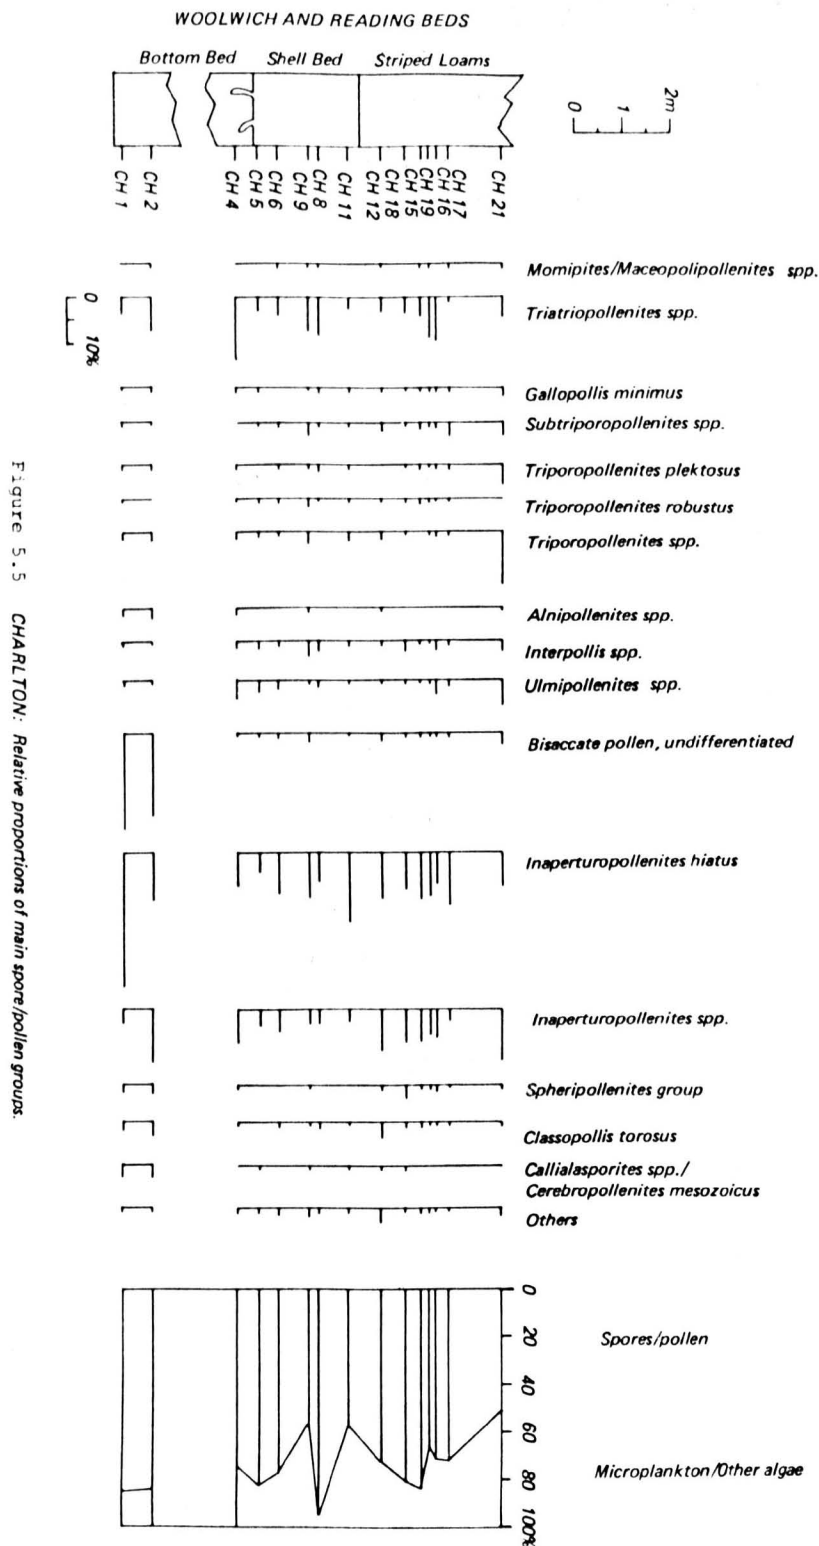 WOOLWICH AND READING BEDS
Bottom Bed Shell Bed Striped Loams
0 1 2m
CH 1
CH 2
CH 4
CH 5
CH 6
CH 9
CH 8
CH 11
CH 12
CH 18
CH 15
CH 19
CH 16
CH 17
CH 21
Momipites/Maceopolipollenites spp.
0 10%
Triatriopollenites spp.
Gallopollis minimus
Subtriporopollenites spp.
Triporopollenites plektosus
Triporopollenites robustus
Triporopollenites spp.
Alnipollenites spp.
Interpollis spp.
Ulmipollenites spp.
Bisaccate pollen, undifferentiated
Inaperturopollenites hiatus
Inaperturopollenites spp.
Spheripollenites group
Classopollis torosus
Callialasporites spp./
Cerebropollenites mesozoicus
Others
0
20
40
60
80
100%
Spores/pollen
Microplankton/Other algae
Figure 5.5 CHARLTON: Relative proportions of main spore/pollen groups.